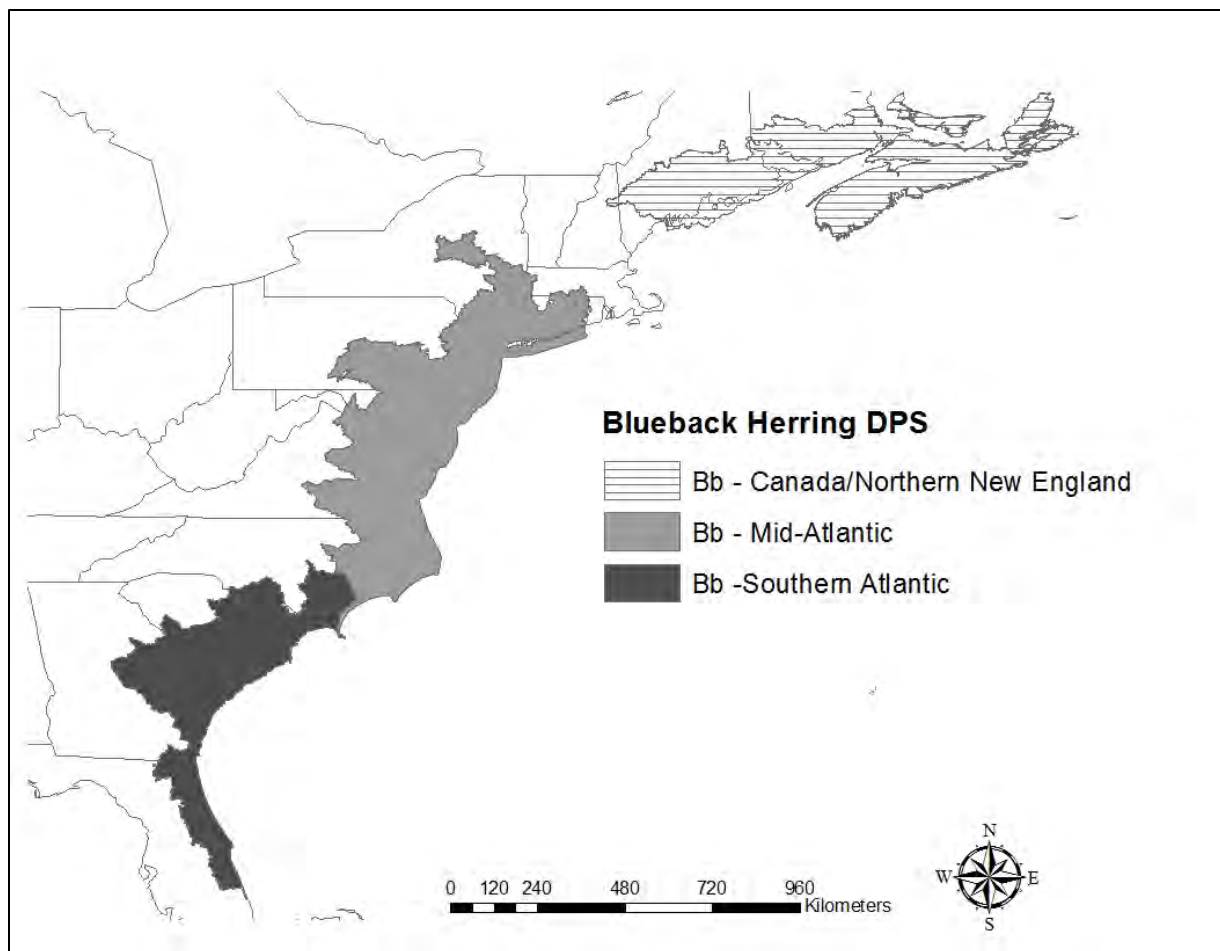 Blueback Herring DPS
Bb - Canada/Northern New England
Bb - Mid-Atlantic
Bb -Southern Atlantic
N
W E
S
0 120 240 480 720 960
Kilometers